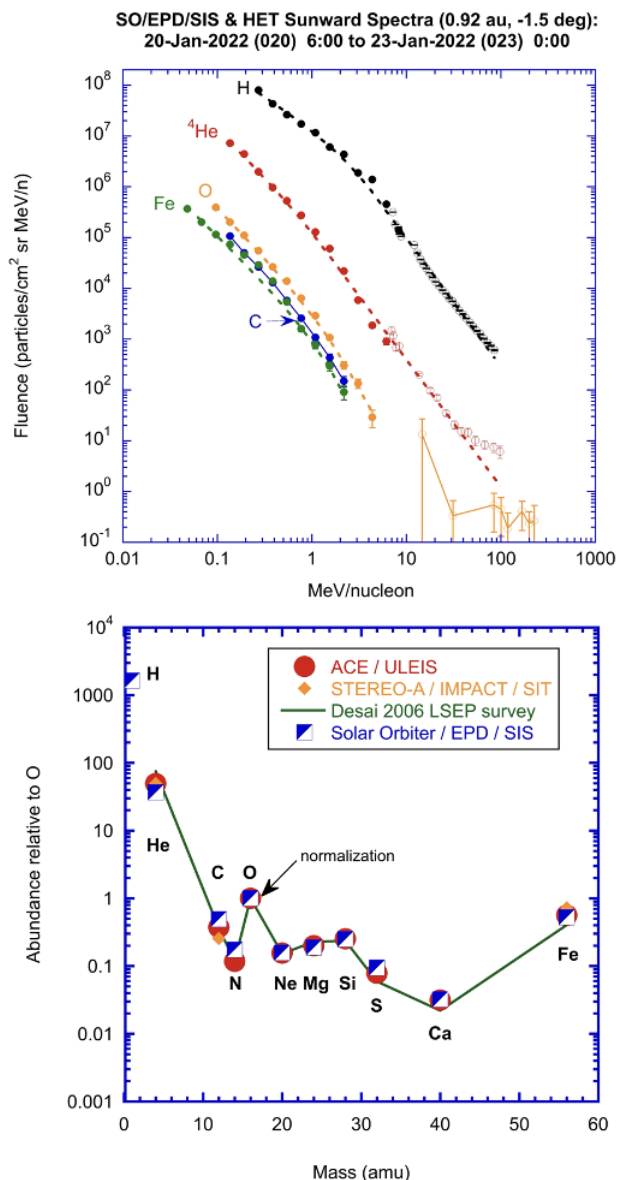 SO/EPD/SIS & HET Sunward Spectra (0.92 au, -1.5 deg):
20-Jan-2022 (020) 6:00 to 23-Jan-2022 (023) 0:00
10^8
10^7
10^6
10^5
10^4
10^3
10^2
10^1
10^0
10^-1
Fluence (particles/cm^2 sr MeV/n)
H
^4He
O
Fe
C
0.01 0.1 1 10 100 1000
MeV/nucleon
10^4
1000
100
10
1
0.1
0.01
0.001
Abundance relative to O
ACE / ULEIS
STEREO-A / IMPACT / SIT
Desai 2006 LSEP survey
Solar Orbiter / EPD / SIS
H
He
C
O
normalization
N
Ne
Mg
Si
S
Ca
Fe
0 10 20 30 40 50 60
Mass (amu)